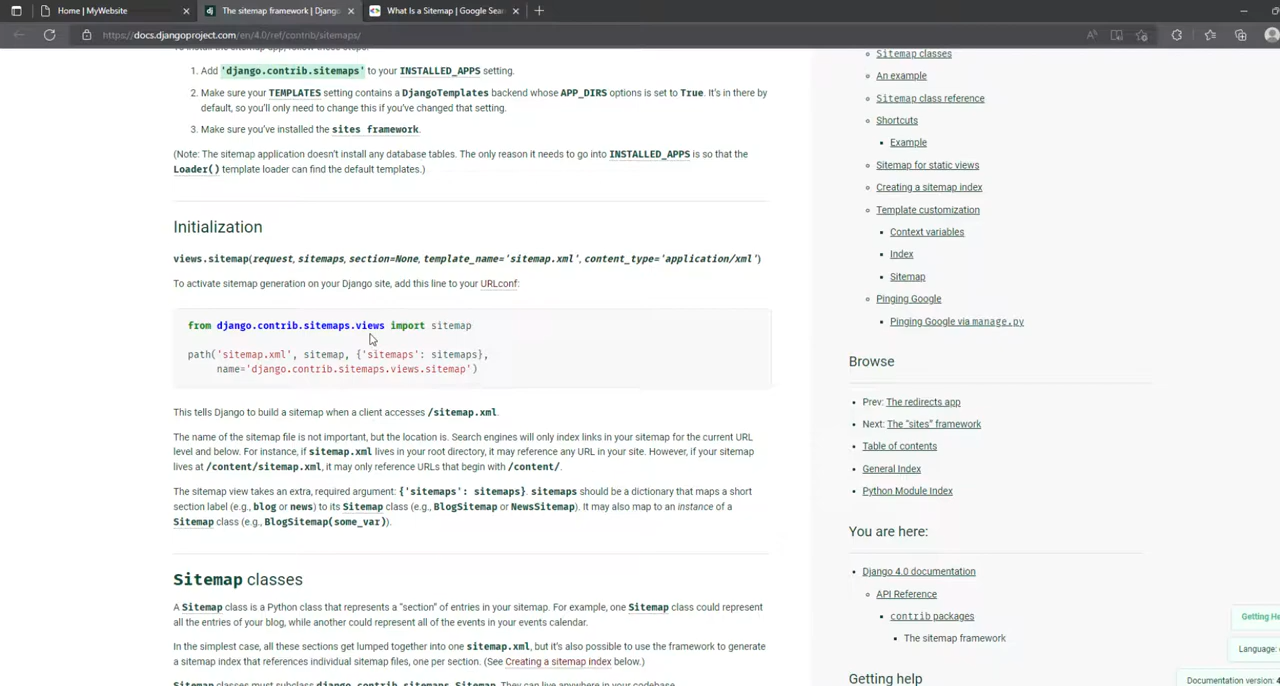 Home | MyWebsite
The sitemap framework | Djang
What Is a Sitemap | Google Sear
https://docs.djangoproject.com/en/4.0/ref/contrib/sitemaps/
1. Add 'django.contrib.sitemaps' to your INSTALLED_APPS setting.
2. Make sure your TEMPLATES setting contains a DjangoTemplates backend whose APP_DIRS options is set to True. It's in there by
default, so you'll only need to change this if you've changed that setting.
3. Make sure you've installed the sites framework.
(Note: The sitemap application doesn't install any database tables. The only reason it needs to go into INSTALLED_APPS is so that the
Loader() template loader can find the default templates.)
Initialization
views.sitemap(request, sitemaps, section=None, template_name='sitemap.xml', content_type='application/xml')
To activate sitemap generation on your Django site, add this line to your URLconf:
from django.contrib.sitemaps.views import sitemap
path('sitemap.xml', sitemap, {'sitemaps': sitemaps},
name='django.contrib.sitemaps.views.sitemap')
This tells Django to build a sitemap when a client accesses /sitemap.xml.
The name of the sitemap file is not important, but the location is. Search engines will only index links in your sitemap for the current URL
level and below. For instance, if sitemap.xml lives in your root directory, it may reference any URL in your site. However, if your sitemap
lives at /content/sitemap.xml, it may only reference URLs that begin with /content/.
The sitemap view takes an extra, required argument: {'sitemaps': sitemaps}. sitemaps should be a dictionary that maps a short
section label (e.g., blog or news) to its Sitemap class (e.g., BlogSitemap or NewsSitemap). It may also map to an instance of a
Sitemap class (e.g., BlogSitemap(some_var)).
Sitemap classes
A Sitemap class is a Python class that represents a "section" of entries in your sitemap. For example, one Sitemap class could represent
all the entries of your blog, while another could represent all of the events in your events calendar.
In the simplest case, all these sections get lumped together into one sitemap.xml, but it's also possible to use the framework to generate
a sitemap index that references individual sitemap files, one per section. (See Creating a sitemap index below.)
Sitemap classes must subclass django.contrib.sitemaps.Sitemap. They can live anywhere in your codebase.
Sitemap classes
An example
Sitemap class reference
Shortcuts
Example
Sitemap for static views
Creating a sitemap index
Template customization
Context variables
Index
Sitemap
Pinging Google
Pinging Google via manage.py
Browse
Prev: The redirects app
Next: The "sites" framework
Table of contents
General Index
Python Module Index
You are here:
Django 4.0 documentation
API Reference
contrib packages
The sitemap framework
Getting help
Getting He
Language:
Documentation version: 4